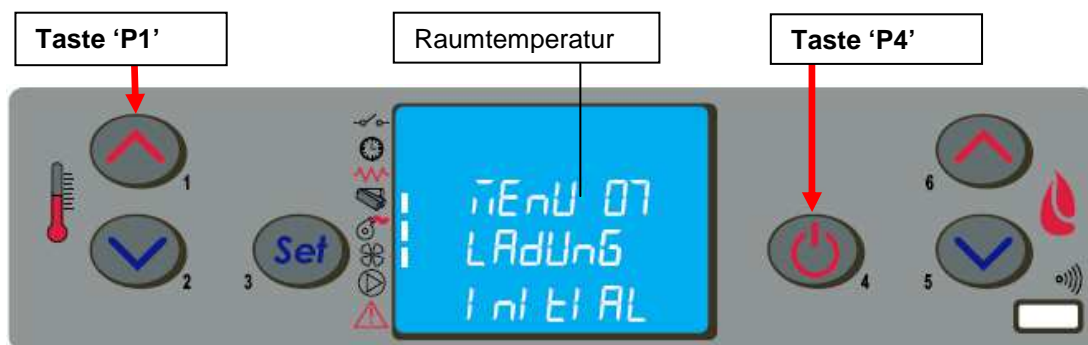 Taste ‘P1’
Raumtemperatur
Taste ‘P4’
1
2
Set
3
MEnU 07
LAdUnG
InItIAL
4
6
5